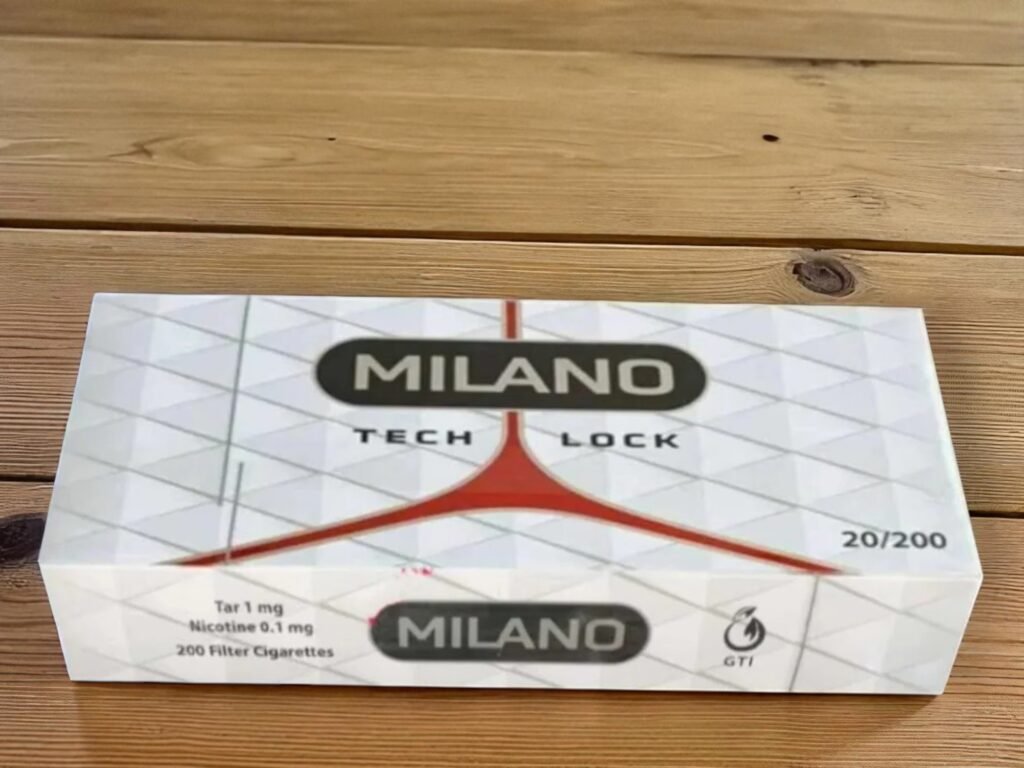 MILANO
TECH LOCK
20/200
Tar 1 mg
Nicotine 0.1 mg
200 Filter Cigarettes
MILANO
GTI